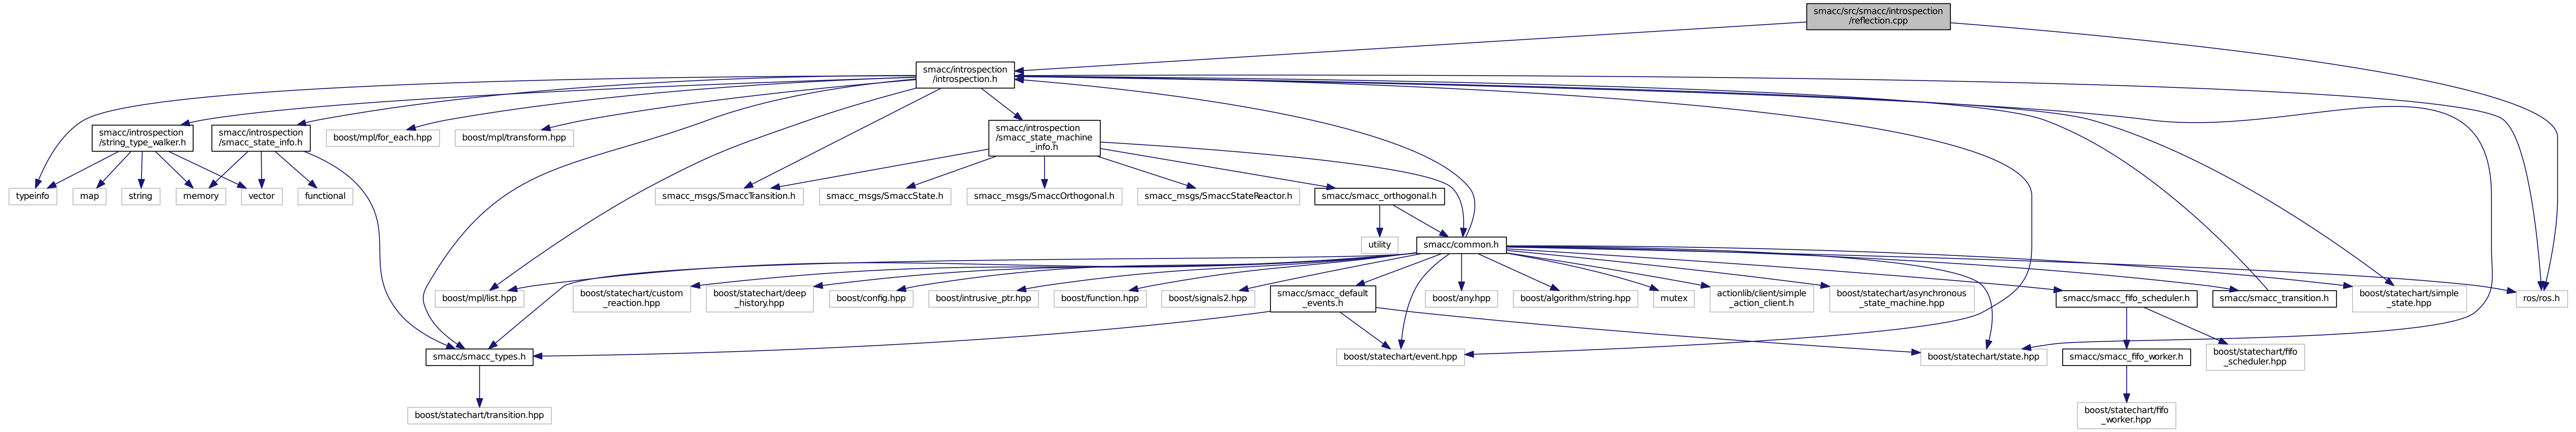 smacc/src/smacc/introspection
/reflection.cpp
smacc/introspection
/introspection.h
smacc/introspection
/string_type_walker.h
smacc/introspection
/smacc_state_info.h
boost/mpl/for_each.hpp
boost/mpl/transform.hpp
smacc/introspection
/smacc_state_machine
_info.h
typeinfo
map
string
memory
vector
functional
smacc_msgs/SmaccTransition.h
smacc_msgs/SmaccState.h
smacc_msgs/SmaccOrthogonal.h
smacc_msgs/SmaccStateReactor.h
smacc/smacc_orthogonal.h
utility
smacc/common.h
boost/mpl/list.hpp
boost/statechart/custom
_reaction.hpp
boost/statechart/deep
_history.hpp
boost/config.hpp
boost/intrusive_ptr.hpp
boost/function.hpp
boost/signals2.hpp
smacc/smacc_default
_events.h
boost/any.hpp
boost/algorithm/string.hpp
mutex
actionlib/client/simple
_action_client.h
boost/statechart/asynchronous
_state_machine.hpp
smacc/smacc_fifo_scheduler.h
smacc/smacc_transition.h
boost/statechart/simple
_state.hpp
ros/ros.h
smacc/smacc_types.h
boost/statechart/event.hpp
boost/statechart/state.hpp
smacc/smacc_fifo_worker.h
boost/statechart/fifo
_scheduler.hpp
boost/statechart/transition.hpp
boost/statechart/fifo
_worker.hpp